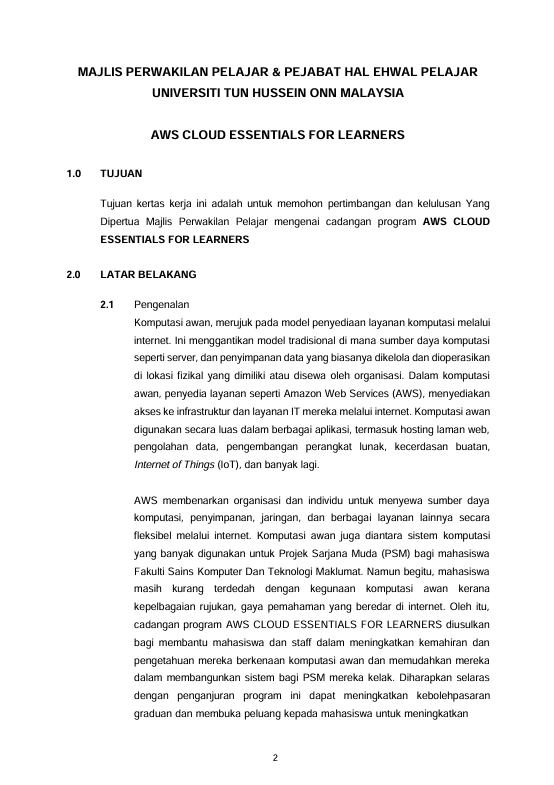 MAJLIS PERWAKILAN PELAJAR & PEJABAT HAL EHWAL PELAJAR
UNIVERSITI TUN HUSSEIN ONN MALAYSIA
AWS CLOUD ESSENTIALS FOR LEARNERS
1.0 TUJUAN
Tujuan kertas kerja ini adalah untuk memohon pertimbangan dan kelulusan Yang
Dipertua Majlis Perwakilan Pelajar mengenai cadangan program AWS CLOUD
ESSENTIALS FOR LEARNERS
2.0 LATAR BELAKANG
2.1 Pengenalan
Komputasi awan, merujuk pada model penyediaan layanan komputasi melalui
internet. Ini menggantikan model tradisional di mana sumber daya komputasi
seperti server, dan penyimpanan data yang biasanya dikelola dan dioperasikan
di lokasi fizikal yang dimiliki atau disewa oleh organisasi. Dalam komputasi
awan, penyedia layanan seperti Amazon Web Services (AWS), menyediakan
akses ke infrastruktur dan layanan IT mereka melalui internet. Komputasi awan
digunakan secara luas dalam berbagai aplikasi, termasuk hosting laman web,
pengolahan data, pengembangan perangkat lunak, kecerdasan buatan,
Internet of Things (IoT), dan banyak lagi.
AWS membenarkan organisasi dan individu untuk menyewa sumber daya
komputasi, penyimpanan, jaringan, dan berbagai layanan lainnya secara
fleksibel melalui internet. Komputasi awan juga diantara sistem komputasi
yang banyak digunakan untuk Projek Sarjana Muda (PSM) bagi mahasiswa
Fakulti Sains Komputer Dan Teknologi Maklumat. Namun begitu, mahasiswa
masih kurang terdedah dengan kegunaan komputasi awan kerana
kepelbagaian rujukan, gaya pemahaman yang beredar di internet. Oleh itu,
cadangan program AWS CLOUD ESSENTIALS FOR LEARNERS diusulkan
bagi membantu mahasiswa dan staff dalam meningkatkan kemahiran dan
pengetahuan mereka berkenaan komputasi awan dan memudahkan mereka
dalam membangunkan sistem bagi PSM mereka kelak. Diharapkan selaras
dengan penganjuran program ini dapat meningkatkan kebolehpasaran
graduan dan membuka peluang kepada mahasiswa untuk meningkatkan
2